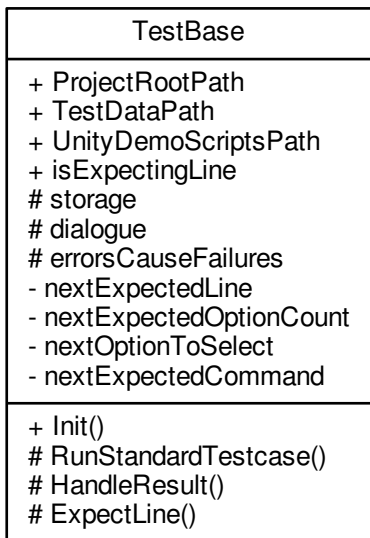 TestBase
+ ProjectRootPath
+ TestDataPath
+ UnityDemoScriptsPath
+ isExpectingLine
# storage
# dialogue
# errorsCauseFailures
- nextExpectedLine
- nextExpectedOptionCount
- nextOptionToSelect
- nextExpectedCommand
+ Init()
# RunStandardTestcase()
# HandleResult()
# ExpectLine()